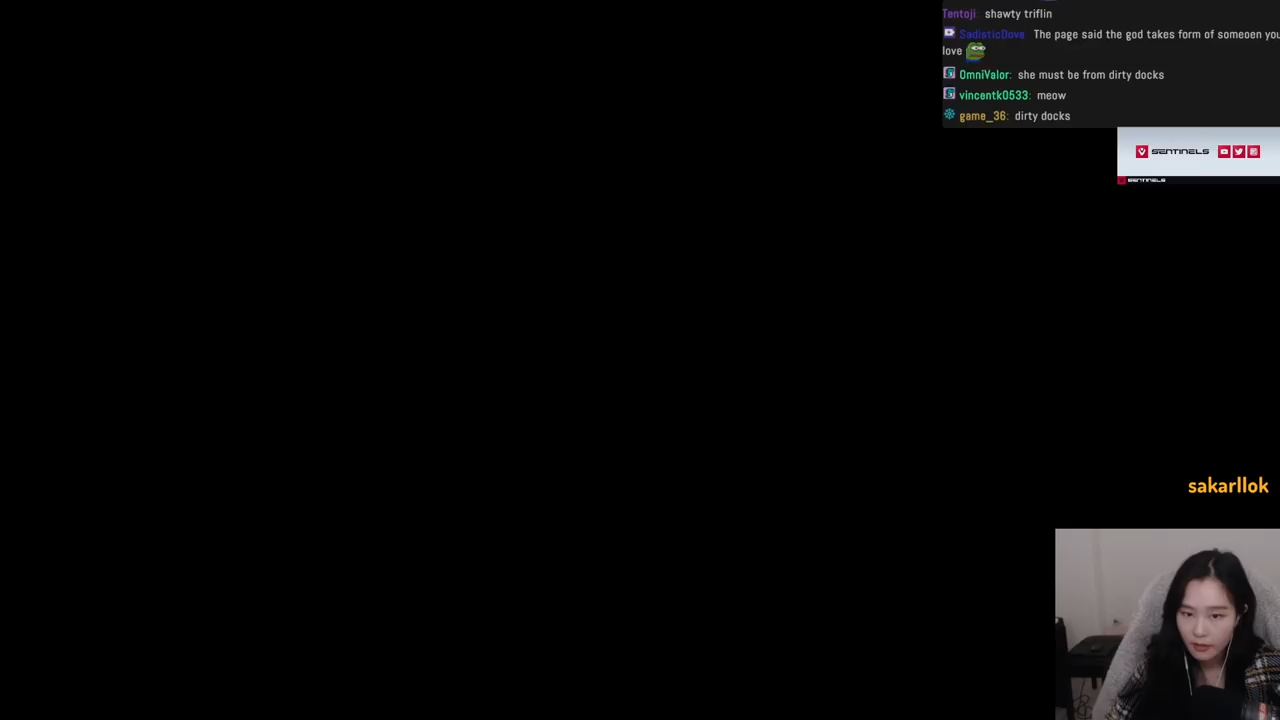 Tentoji shawty triflin
SadisticDove The page said the god takes form of someoen you
love
OmniValor: she must be from dirty docks
vincentk0533: meow
game_36: dirty docks
SENTINELS
SENTINELS
sakarllok